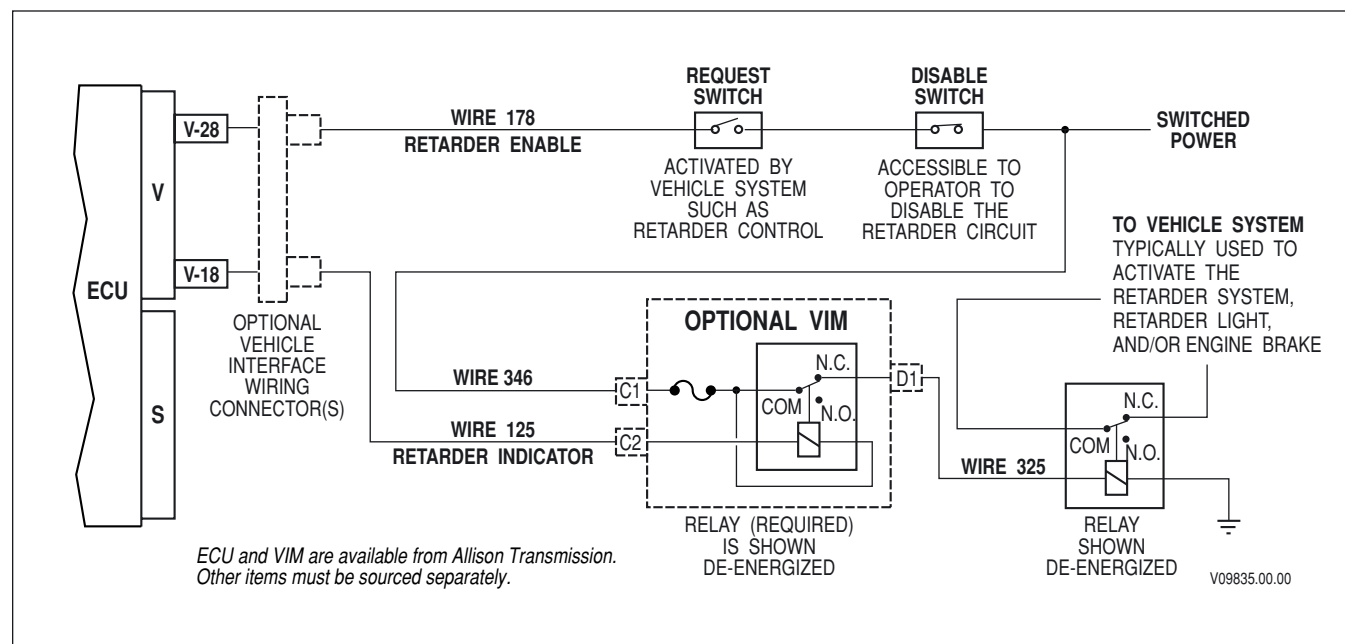 REQUEST
SWITCH
DISABLE
SWITCH
V-28
WIRE 178
RETARDER ENABLE
SWITCHED
POWER
ACTIVATED BY
VEHICLE SYSTEM
SUCH AS
RETARDER CONTROL
ACCESSIBLE TO
OPERATOR TO
DISABLE THE
RETARDER CIRCUIT
V
ECU
V-18
S
OPTIONAL
VEHICLE
INTERFACE
WIRING
CONNECTOR(S)
TO VEHICLE SYSTEM
TYPICALLY USED TO
ACTIVATE THE
RETARDER SYSTEM,
RETARDER LIGHT,
AND/OR ENGINE BRAKE
OPTIONAL VIM
WIRE 346
C1
N.C.
COM
N.O.
D1
WIRE 125
RETARDER INDICATOR
C2
WIRE 325
N.C.
COM
N.O.
RELAY (REQUIRED)
IS SHOWN
DE-ENERGIZED
RELAY
SHOWN
DE-ENERGIZED
ECU and VIM are available from Allison Transmission.
Other items must be sourced separately.
V09835.00.00